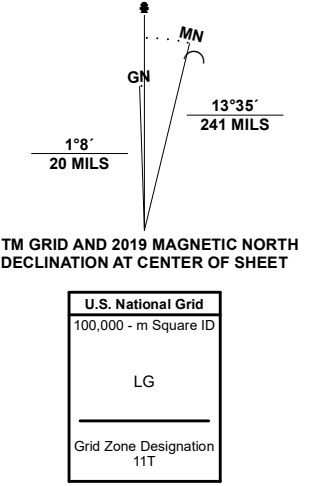 MN
GN
13°35´
241 MILS
1°8´
20 MILS
TM GRID AND 2019 MAGNETIC NORTH
DECLINATION AT CENTER OF SHEET
U.S. National Grid
100,000 - m Square ID
LG
Grid Zone Designation
11T